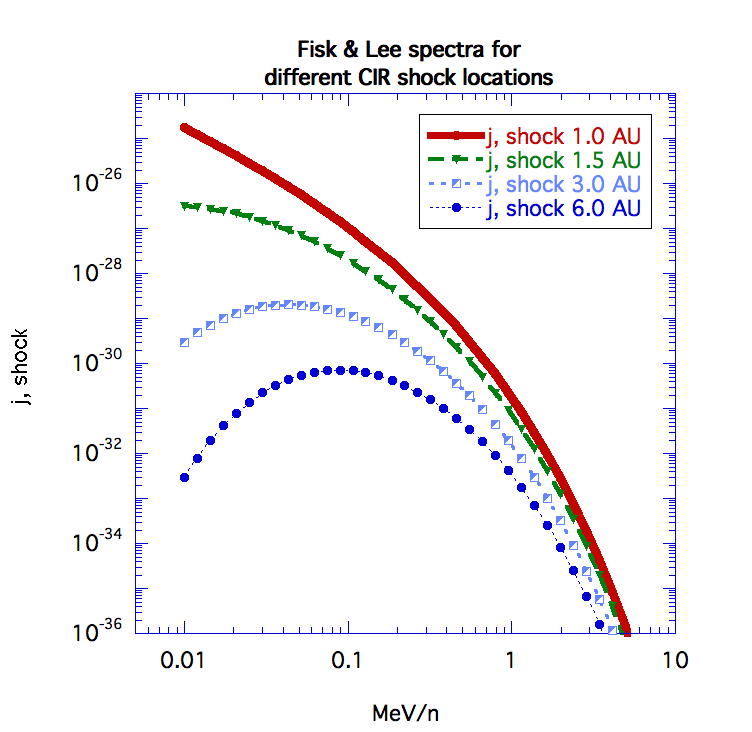 Fisk & Lee spectra for
different CIR shock locations
j, shock 1.0 AU
j, shock 1.5 AU
j, shock 3.0 AU
j, shock 6.0 AU
10-26
10-28
10-30
10-32
10-34
10-36
j, shock
0.01 0.1 1 10
MeV/n